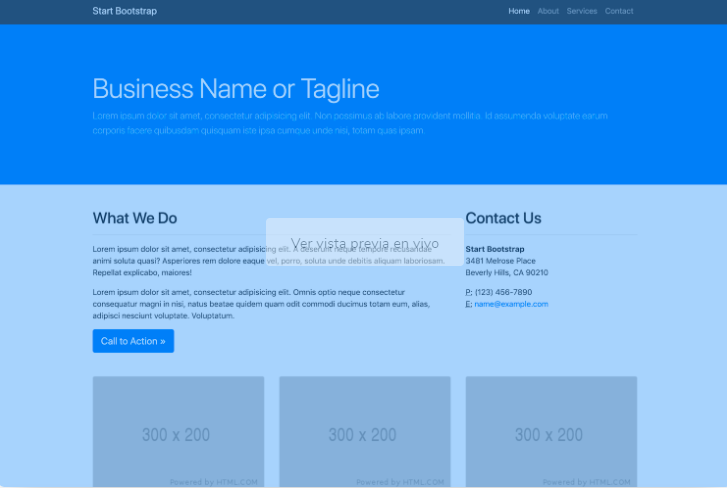 Start Bootstrap
Home About Services Contact
Business Name or Tagline
Lorem ipsum dolor sit amet, consectetur adipisicing elit. Non possimus ab labore provident mollitia. Id assumenda voluptate earum
corporis facere quibusdam quisquam iste ipsa cumque unde nisi, totam quas ipsam.
What We Do
Lorem ipsum dolor sit amet, consectetur adipisicing elit. A deserunt neque tempore recusandae
animi soluta quasi? Asperiores rem dolore eaque vel, porro, soluta unde debitis aliquam laboriosam.
Repellat explicabo, maiores!
Lorem ipsum dolor sit amet, consectetur adipisicing elit. Omnis optio neque consectetur
consequatur magni in nisi, natus beatae quidem quam odit commodi ducimus totam eum, alias,
adipisci nesciunt voluptate. Voluptatum.
Call to Action »
Ver vista previa en vivo
Contact Us
Start Bootstrap
3481 Melrose Place
Beverly Hills, CA 90210
P: (123) 456-7890
E: name@example.com
300 x 200
Powered by HTML.COM
300 x 200
Powered by HTML.COM
300 x 200
Powered by HTML.COM